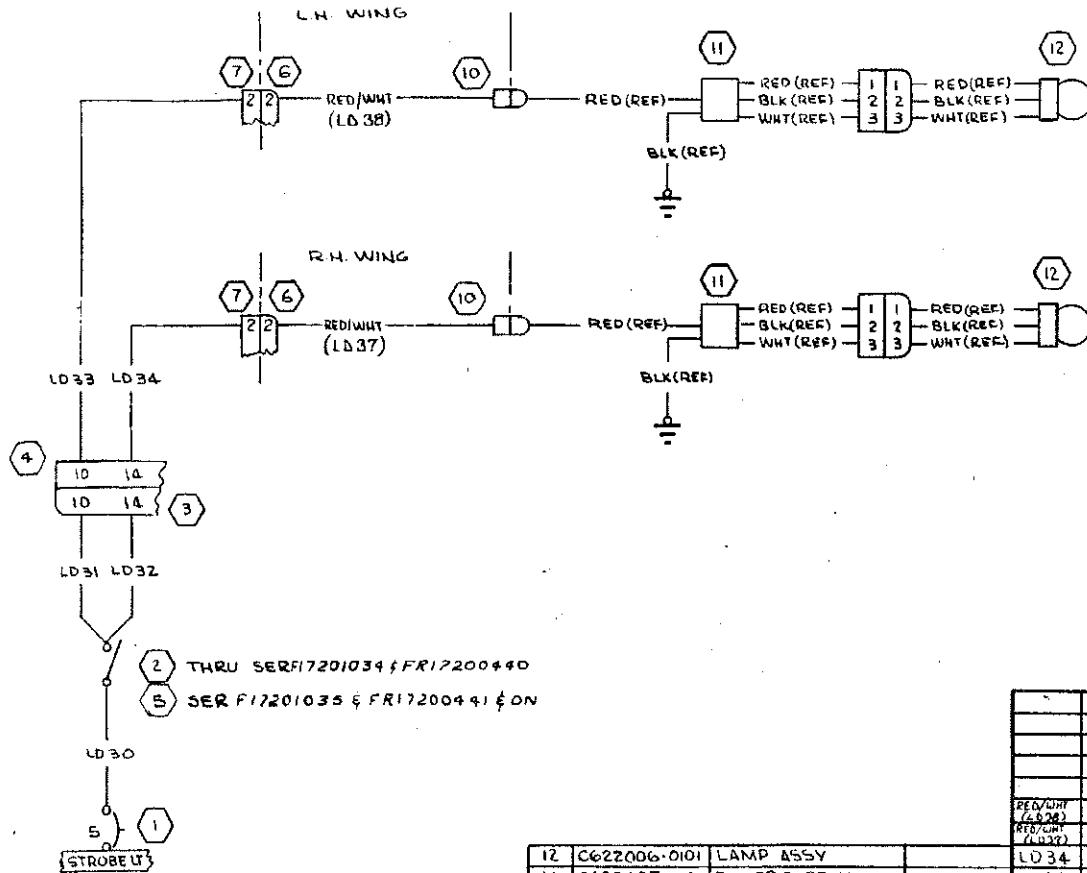 L.H. WING
7 6 10 11 12
2 2 RED/WHT RED (REF) RED (REF) 1 1 RED (REF)
(LD 38) BLK (REF) 2 2 BLK (REF)
WHT (REF) 3 3 WHT (REF)
BLK (REF)
R.H. WING
7 6 10 11 12
2 2 RED/WHT RED (REF) RED (REF) 1 1 RED (REF)
(LD 37) BLK (REF) 2 2 BLK (REF)
WHT (REF) 3 3 WHT (REF)
BLK (REF)
LD33 LD34
4 10 14
10 14 3
LD31 LD32
2 THRU SER F17201034 & FR17200440
5 SER F17201035 & FR17200441 & ON
LD30
5 1
STROBE LT
RED/WHT
(LD38)
RED/WHT
(LD37)
12 C622006-0101 LAMP ASSY LD34